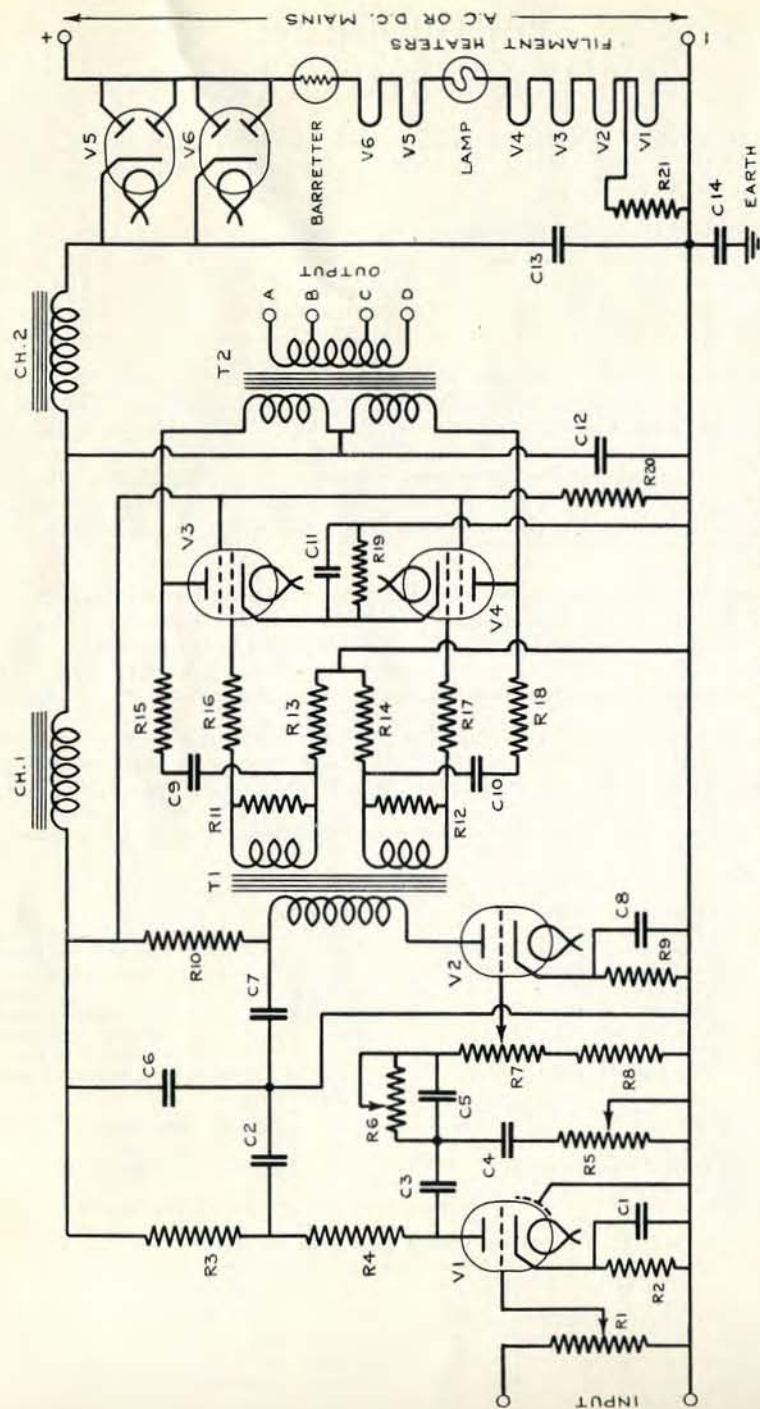 CH.1
CH.2
V5
V6
+
A.C OR D.C. MAINS
FILAMENT HEATERS
BARRETTER
V6
V5
LAMP
V4
V3
V2
V1
R21
C14
EARTH
C13
OUTPUT
A
B
C
D
T2
C12
R20
V3
C11
R19
V4
R15
R16
R13
R14
R17
R18
C9
C10
R11
R12
T1
R10
C7
C6
C2
V2
C8
R9
R7
R8
R6
C5
C4
R5
C3
R3
R4
V1
C1
R2
R1
INPUT
-